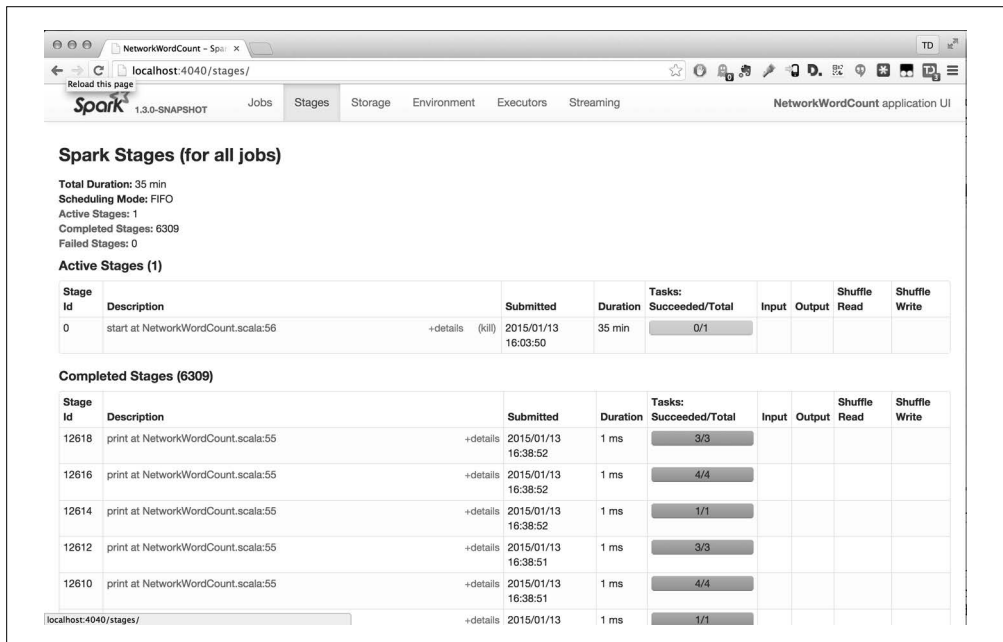 NetworkWordCount - Spar ×
TD
localhost:4040/stages/
Reload this page
Spark 1.3.0-SNAPSHOT Jobs Stages Storage Environment Executors Streaming NetworkWordCount application UI
Spark Stages (for all jobs)
Total Duration: 35 min
Scheduling Mode: FIFO
Active Stages: 1
Completed Stages: 6309
Failed Stages: 0
Active Stages (1)
Stage Id Description Submitted Duration Tasks: Succeeded/Total Input Output Shuffle Read Shuffle Write
0 start at NetworkWordCount.scala:56 +details (kill) 2015/01/13 16:03:50 35 min 0/1
Completed Stages (6309)
Stage Id Description Submitted Duration Tasks: Succeeded/Total Input Output Shuffle Read Shuffle Write
12618 print at NetworkWordCount.scala:55 +details 2015/01/13 16:38:52 1 ms 3/3
12616 print at NetworkWordCount.scala:55 +details 2015/01/13 16:38:52 1 ms 4/4
12614 print at NetworkWordCount.scala:55 +details 2015/01/13 16:38:52 1 ms 1/1
12612 print at NetworkWordCount.scala:55 +details 2015/01/13 16:38:51 1 ms 3/3
12610 print at NetworkWordCount.scala:55 +details 2015/01/13 16:38:51 1 ms 4/4
+details 2015/01/13 1 ms 1/1
localhost:4040/stages/